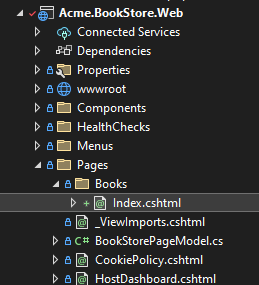 Acme.BookStore.Web
Connected Services
Dependencies
Properties
wwwroot
Components
HealthChecks
Menus
Pages
Books
Index.cshtml
_ViewImports.cshtml
C# BookStorePageModel.cs
CookiePolicy.cshtml
HostDashboard.cshtml